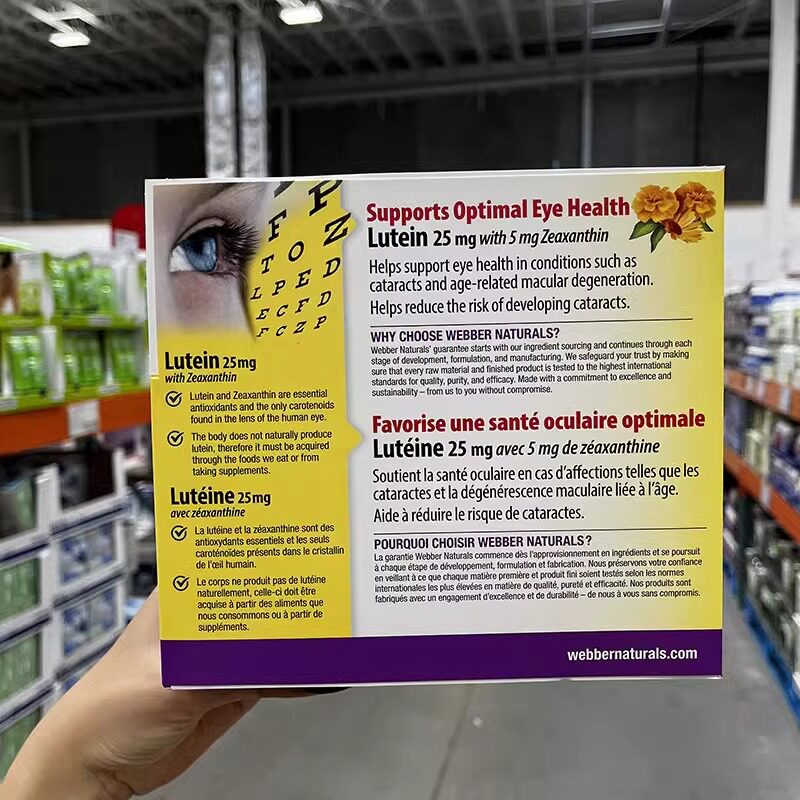 P
F
Z
T O
L P E D
E C F D
F C Z P
Lutein 25mg
with Zeaxanthin
Lutein and Zeaxanthin are essential
antioxidants and the only carotenoids
found in the lens of the human eye.
The body does not naturally produce
lutein, therefore it must be acquired
through the foods we eat or from
taking supplements.
Lutéine 25mg
avec zéaxanthine
La lutéine et la zéaxanthine sont des
antioxydants essentiels et les seuls
caroténoïdes présents dans le cristallin
de l'œil humain.
Le corps ne produit pas de lutéine
naturellement, celle-ci doit être
acquise à partir des aliments que
nous consommons ou à partir de
suppléments.
Supports Optimal Eye Health
Lutein 25 mg with 5 mg Zeaxanthin
Helps support eye health in conditions such as
cataracts and age-related macular degeneration.
Helps reduce the risk of developing cataracts.
WHY CHOOSE WEBBER NATURALS?
Webber Naturals' guarantee starts with our ingredient sourcing and continues through each
stage of development, formulation, and manufacturing. We safeguard your trust by making
sure that every raw material and finished product is tested to the highest international
standards for quality, purity, and efficacy. Made with a commitment to excellence and
sustainability – from us to you without compromise.
Favorise une santé oculaire optimale
Lutéine 25 mg avec 5 mg de zéaxanthine
Soutient la santé oculaire en cas d'affections telles que les
cataractes et la dégénérescence maculaire liée à l'âge.
Aide à réduire le risque de cataractes.
POURQUOI CHOISIR WEBBER NATURALS?
La garantie Webber Naturals commence dès l'approvisionnement en ingrédients et se poursuit
à chaque étape de développement, formulation et fabrication. Nous préservons votre confiance
en veillant à ce que chaque matière première et produit fini soient testés selon les normes
internationales les plus élevées en matière de qualité, pureté et efficacité. Nos produits sont
fabriqués avec un engagement d'excellence et de durabilité – de nous à vous sans compromis.
webbernaturals.com